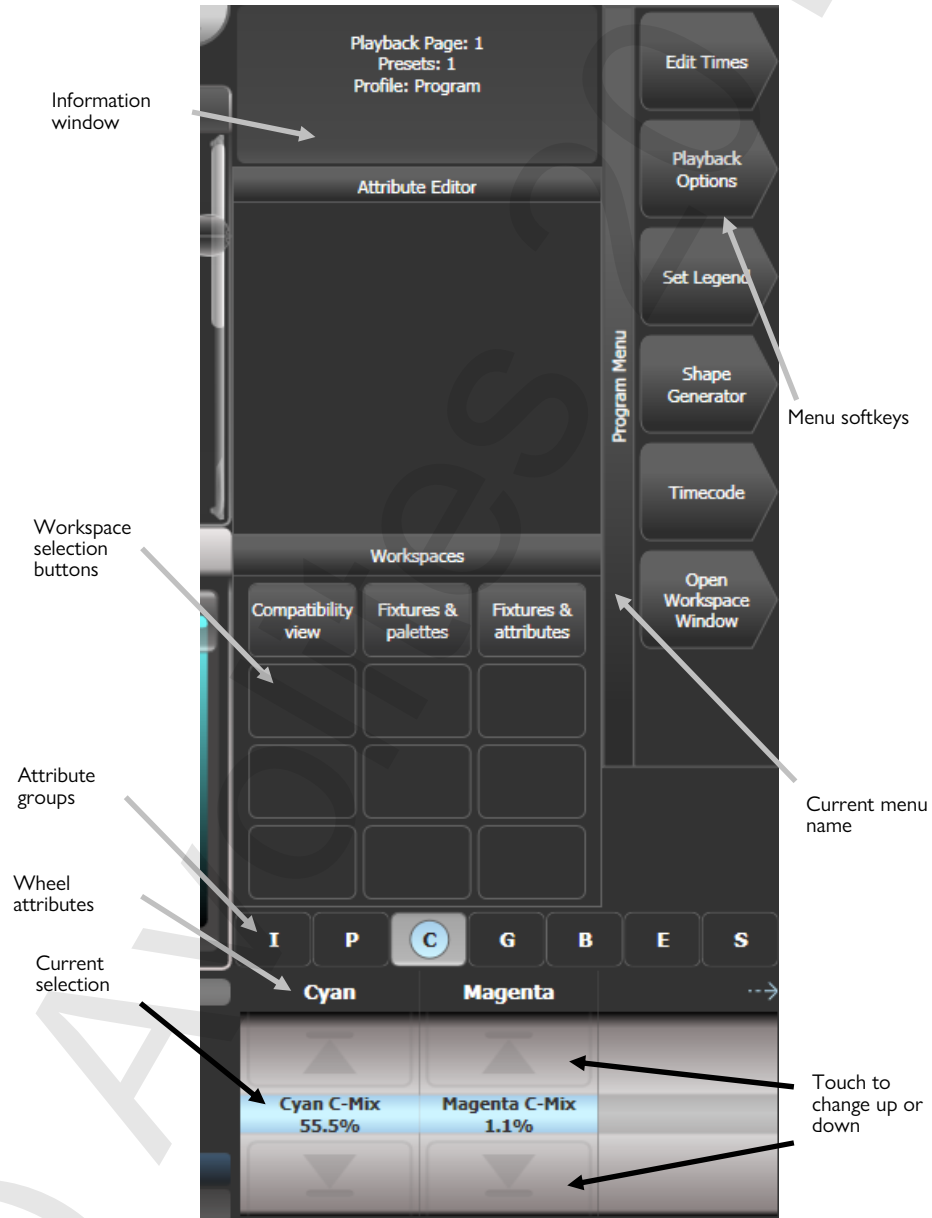 Playback Page: 1
Presets: 1
Profile: Program
Edit Times
Information
window
Playback
Options
Attribute Editor
Set Legend
Program Menu
Shape
Generator
Menu softkeys
Timecode
Workspace
selection
buttons
Workspaces
Open
Workspace
Window
Compatibility
view
Fixtures &
palettes
Fixtures &
attributes
Attribute
groups
Current menu
name
Wheel
attributes
I P C G B E S
Current
selection
Cyan Magenta
Touch to
change up or
down
Cyan C-Mix
55.5%
Magenta C-Mix
1.1%
Avolites 20